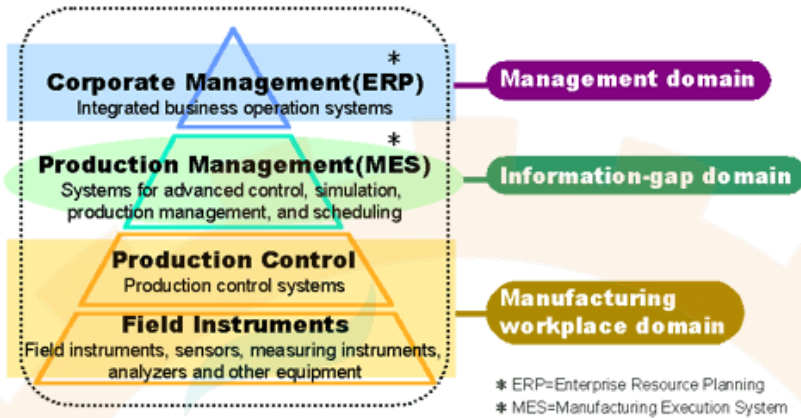 *
Corporate Management(ERP)
Integrated business operation systems
Management domain
*
Production Management(MES)
Systems for advanced control, simulation,
production management, and scheduling
Information-gap domain
Production Control
Production control systems
Field Instruments
Field instruments, sensors, measuring instruments,
analyzers and other equipment
Manufacturing
workplace domain
* ERP=Enterprise Resource Planning
* MES=Manufacturing Execution System